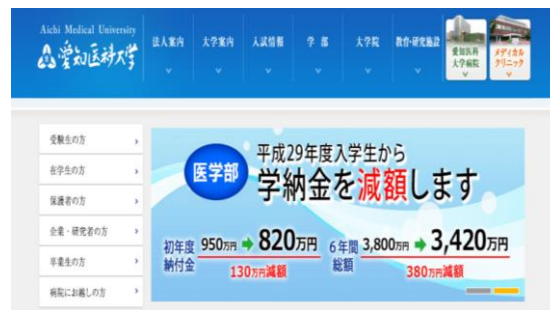 Aichi Medical University
愛知医科大学
法人案内 大学案内 入試情報 学部 大学院 教育・研究施設
愛知医科
大学病院
メディカル
クリニック
受験生の方
在学生の方
保護者の方
企業・研究者の方
卒業生の方
病院にお越しの方
医学部
平成29年度入学生から
学納金を減額します
初年度
納付金
950万円 ➡ 820万円
130万円減額
6年間
総額
3,800万円 ➡ 3,420万円
380万円減額